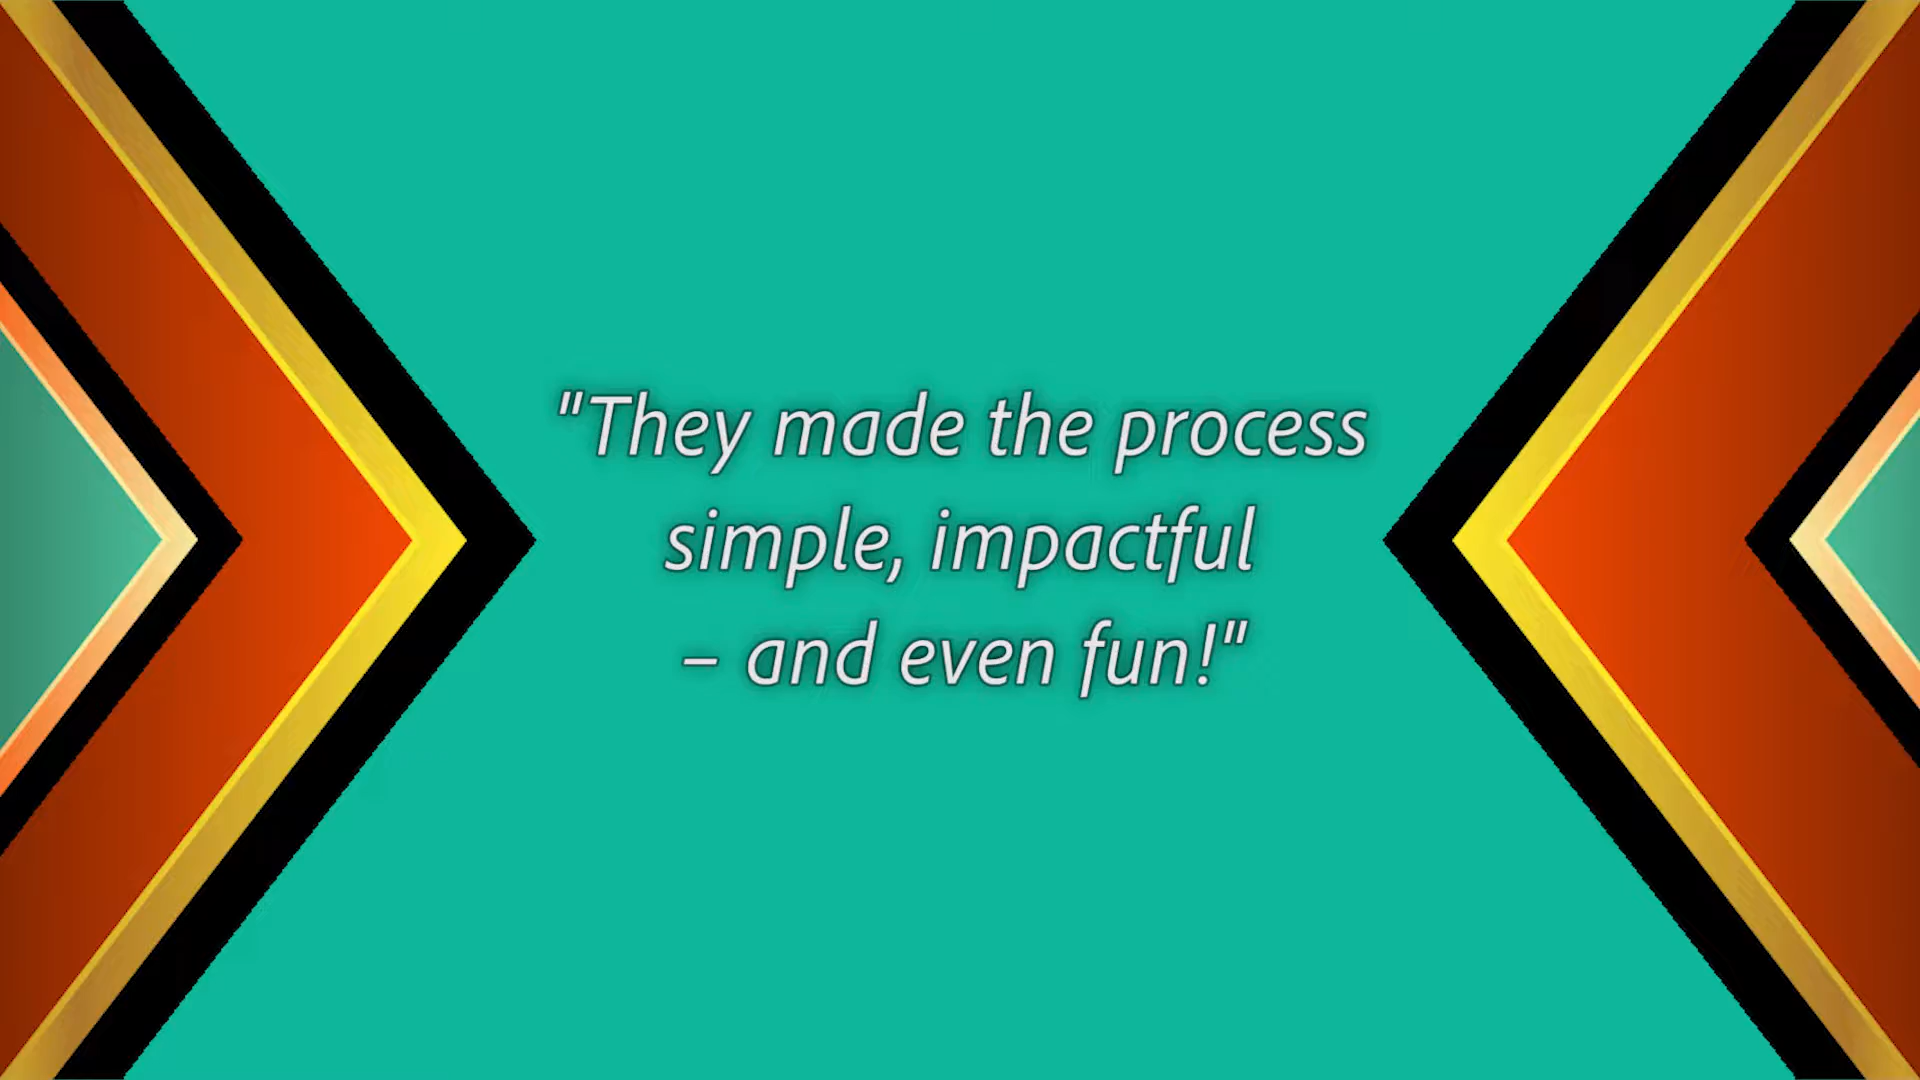 "They made the process
simple, impactful
– and even fun!"